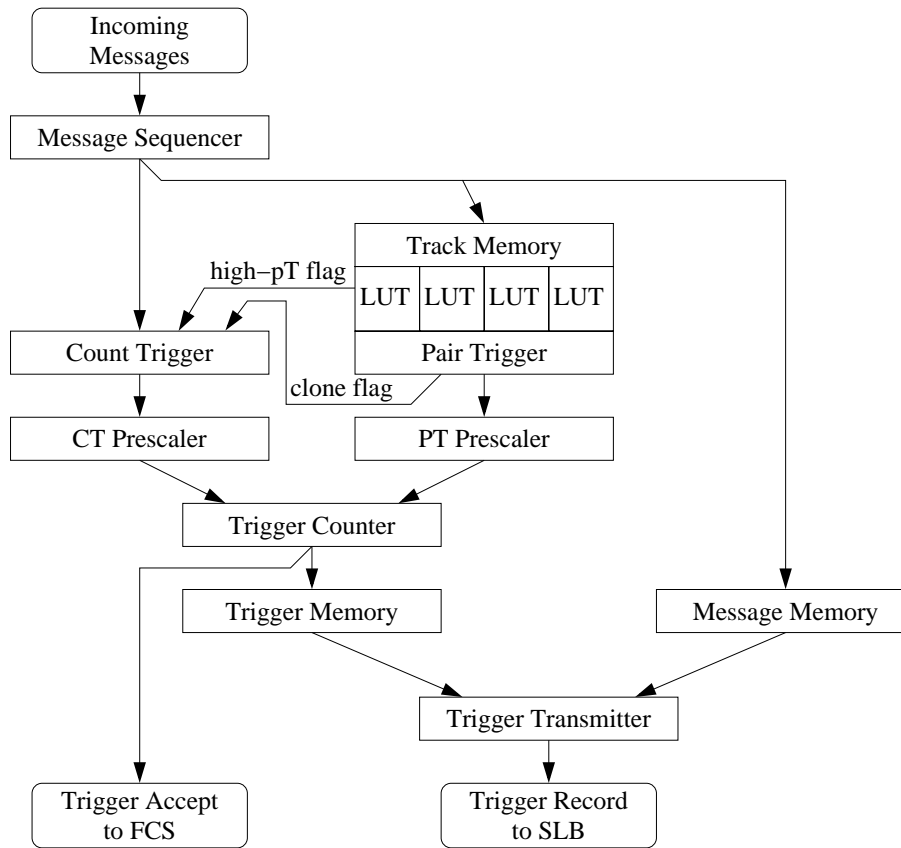 Incoming
Messages
Message Sequencer
Track Memory
high−pT flag
LUT LUT LUT LUT
Count Trigger
Pair Trigger
clone flag
CT Prescaler
PT Prescaler
Trigger Counter
Trigger Memory
Message Memory
Trigger Transmitter
Trigger Accept
to FCS
Trigger Record
to SLB